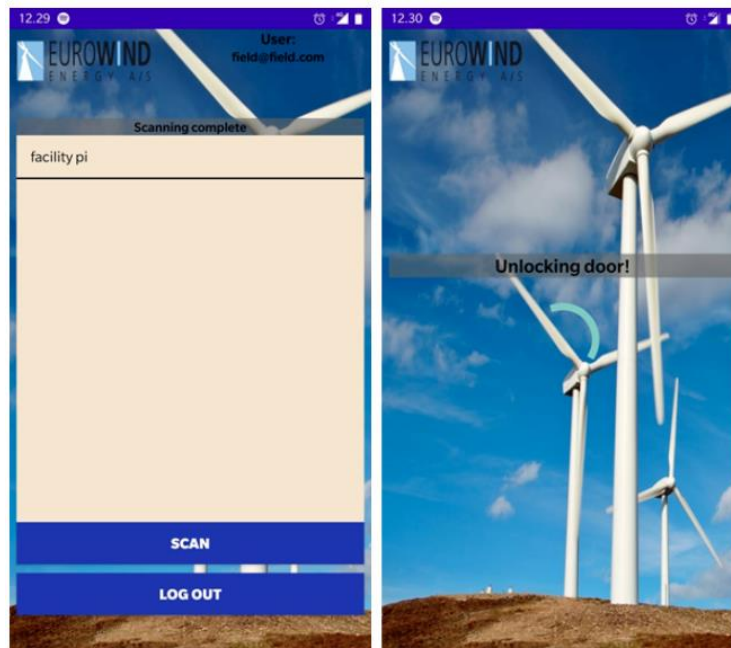 12.29
EUROWIND
ENERGY A/S
User:
field@field.com
Scanning complete
facility pi
SCAN
LOG OUT
12.30
EUROWIND
ENERGY A/S
Unlocking door!